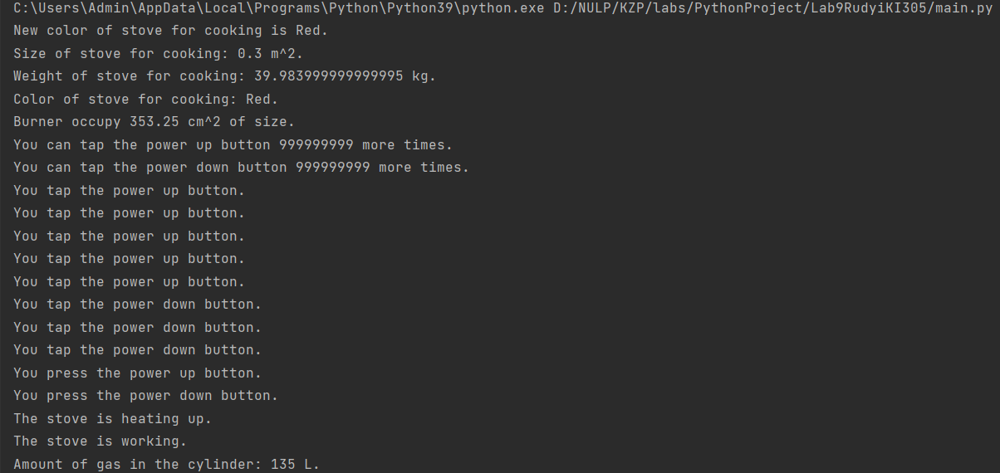 C:\Users\Admin\AppData\Local\Programs\Python\Python39\python.exe D:/NULP/KZP/labs/PythonProject/Lab9RudyiKI305/main.py
New color of stove for cooking is Red.
Size of stove for cooking: 0.3 m^2.
Weight of stove for cooking: 39.983999999999995 kg.
Color of stove for cooking: Red.
Burner occupy 353.25 cm^2 of size.
You can tap the power up button 999999999 more times.
You can tap the power down button 999999999 more times.
You tap the power up button.
You tap the power up button.
You tap the power up button.
You tap the power up button.
You tap the power up button.
You tap the power down button.
You tap the power down button.
You tap the power down button.
You press the power up button.
You press the power down button.
The stove is heating up.
The stove is working.
Amount of gas in the cylinder: 135 L.